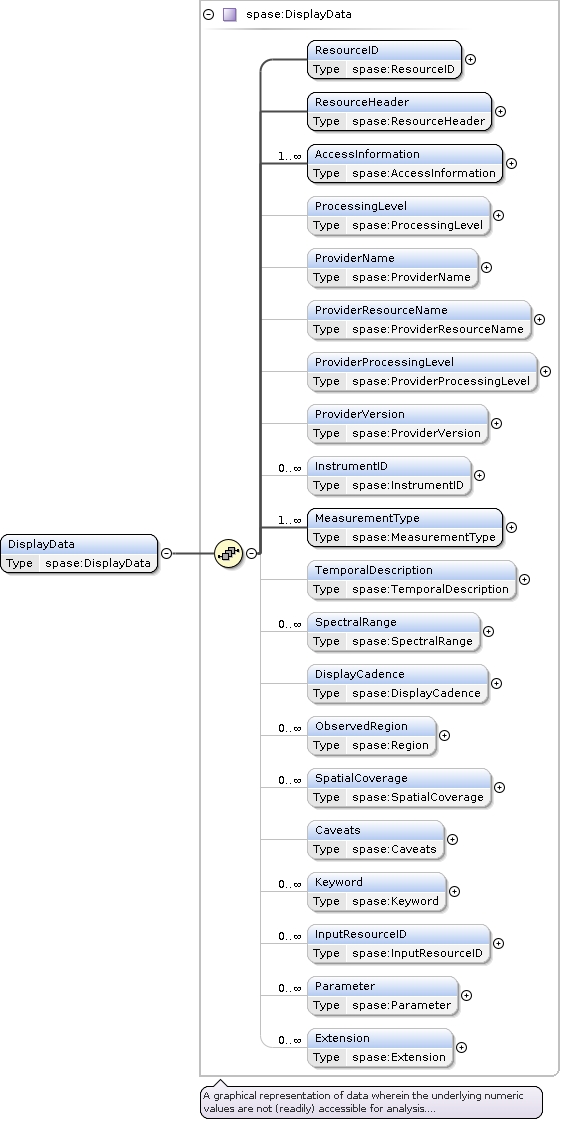 spase:DisplayData
ResourceID
Type spase:ResourceID
ResourceHeader
Type spase:ResourceHeader
1..∞ AccessInformation
Type spase:AccessInformation
ProcessingLevel
Type spase:ProcessingLevel
ProviderName
Type spase:ProviderName
ProviderResourceName
Type spase:ProviderResourceName
ProviderProcessingLevel
Type spase:ProviderProcessingLevel
ProviderVersion
Type spase:ProviderVersion
0..∞ InstrumentID
Type spase:InstrumentID
1..∞ MeasurementType
Type spase:MeasurementType
DisplayData
Type spase:DisplayData
TemporalDescription
Type spase:TemporalDescription
0..∞ SpectralRange
Type spase:SpectralRange
DisplayCadence
Type spase:DisplayCadence
0..∞ ObservedRegion
Type spase:Region
0..∞ SpatialCoverage
Type spase:SpatialCoverage
Caveats
Type spase:Caveats
0..∞ Keyword
Type spase:Keyword
0..∞ InputResourceID
Type spase:InputResourceID
0..∞ Parameter
Type spase:Parameter
0..∞ Extension
Type spase:Extension
A graphical representation of data wherein the underlying numeric
values are not (readily) accessible for analysis....